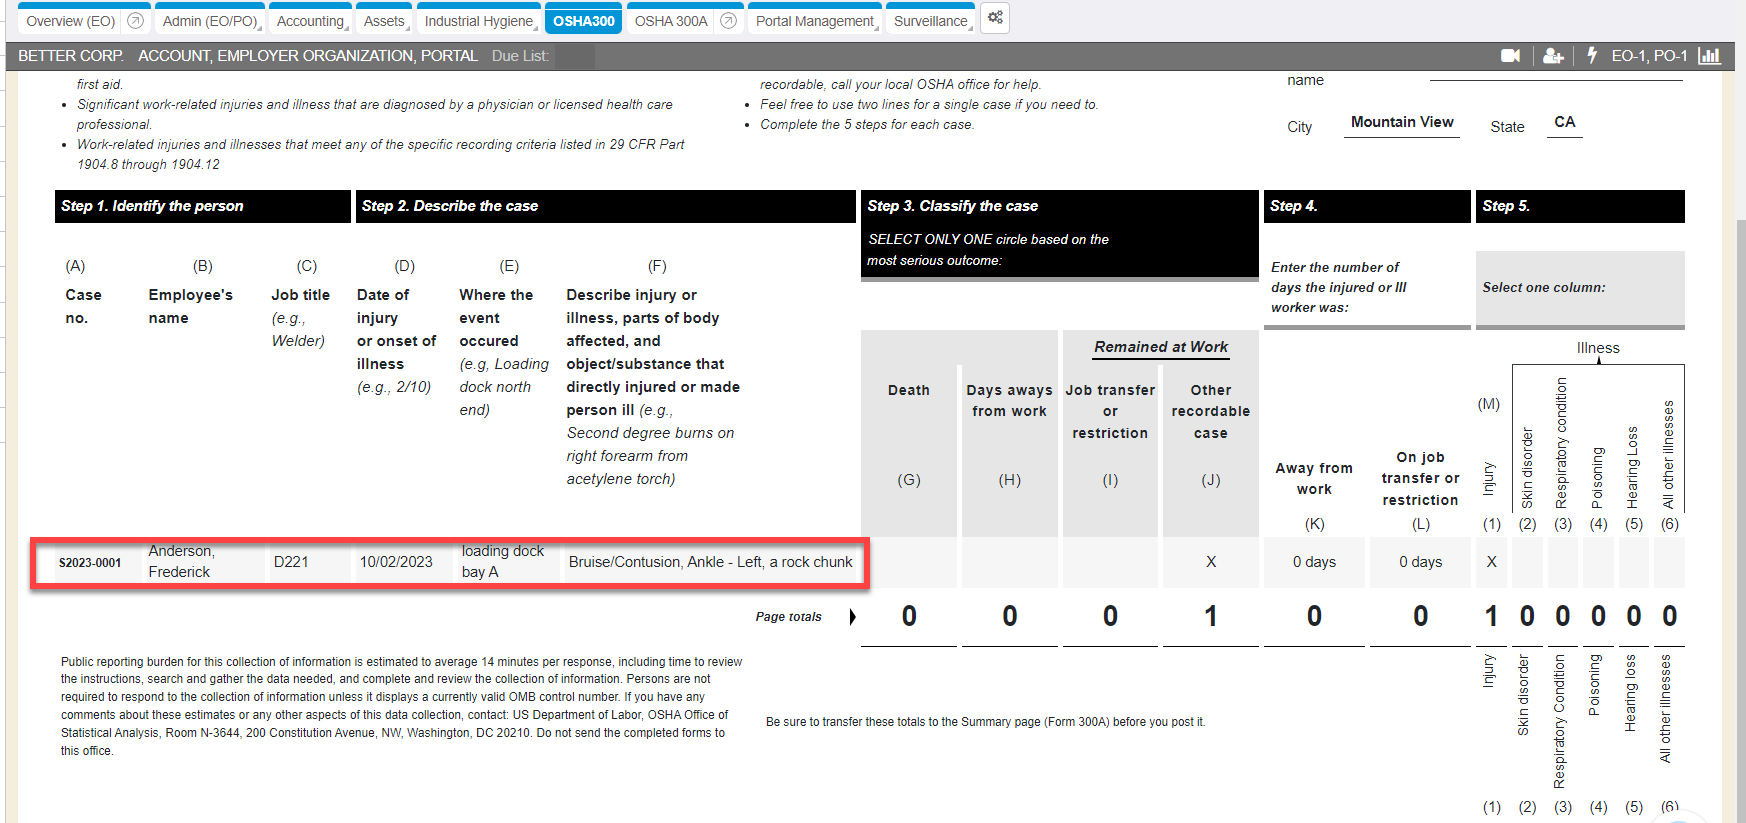 Overview (EO) Admin (EO/PO) Accounting Assets Industrial Hygiene OSHA300 OSHA 300A Portal Management Surveillance
BETTER CORP. ACCOUNT, EMPLOYER ORGANIZATION, PORTAL Due List: EO-1, PO-1
first aid.
• Significant work-related injuries and illness that are diagnosed by a physician or licensed health care
professional.
• Work-related injuries and illnesses that meet any of the specific recording criteria listed in 29 CFR Part
1904.8 through 1904.12
recordable, call your local OSHA office for help.
• Feel free to use two lines for a single case if you need to.
• Complete the 5 steps for each case.
name
City Mountain View State CA
Step 1. Identify the person
Step 2. Describe the case
Step 3. Classify the case
SELECT ONLY ONE circle based on the
most serious outcome:
Step 4.
Step 5.
Enter the number of
days the injured or Ill
worker was:
Select one column:
(A)
Case
no.
(B)
Employee's
name
(C)
Job title
(e.g.,
Welder)
(D)
Date of
injury
or onset of
illness
(e.g., 2/10)
(E)
Where the
event
occured
(e.g, Loading
dock north
end)
(F)
Describe injury or
illness, parts of body
affected, and
object/substance that
directly injured or made
person ill (e.g.,
Second degree burns on
right forearm from
acetylene torch)
Remained at Work
Death
(G)
Days aways
from work
(H)
Job transfer
or
restriction
(I)
Other
recordable
case
(J)
Away from
work
(K)
On job
transfer or
restriction
(L)
Illness
(M)
Injury
Skin disorder
Respiratory condition
Poisoning
Hearing Loss
All other illnesses
(1) (2) (3) (4) (5) (6)
S2023-0001
Anderson,
Frederick
D221
10/02/2023
loading dock
bay A
Bruise/Contusion, Ankle - Left, a rock chunk
X
0 days
0 days
X
Page totals 0 0 0 1 0 0 1 0 0 0 0 0
Public reporting burden for this collection of information is estimated to average 14 minutes per response, including time to review
the instructions, search and gather the data needed, and complete and review the collection of information. Persons are not
required to respond to the collection of information unless it displays a currently valid OMB control number. If you have any
comments about these estimates or any other aspects of this data collection, contact: US Department of Labor, OSHA Office of
Statistical Analysis, Room N-3644, 200 Constitution Avenue, NW, Washington, DC 20210. Do not send the completed forms to
this office.
Be sure to transfer these totals to the Summary page (Form 300A) before you post it.
Injury
Skin disorder
Respiratory Condition
Poisoning
Hearing loss
All other illnesses
(1) (2) (3) (4) (5) (6)